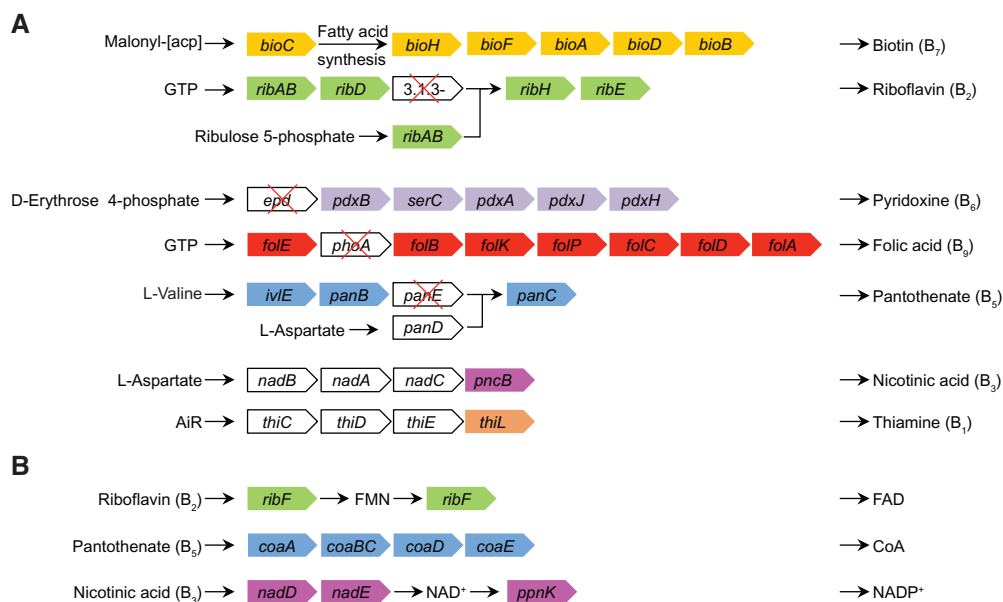 A
Malonyl-[acp] bioC Fatty acid synthesis bioH bioF bioA bioD bioB Biotin (B7)
GTP ribAB ribD 3.1.3- ribH ribE Riboflavin (B2)
Ribulose 5-phosphate ribAB
D-Erythrose 4-phosphate epd pdxB serC pdxA pdxJ pdxH Pyridoxine (B6)
GTP folE phoA folB folK folP folC folD folA Folic acid (B9)
L-Valine ivlE panB panE panC Pantothenate (B5)
L-Aspartate panD
L-Aspartate nadB nadA nadC pncB Nicotinic acid (B3)
AiR thiC thiD thiE thiL Thiamine (B1)
B
Riboflavin (B2) ribF FMN ribF FAD
Pantothenate (B5) coaA coaBC coaD coaE CoA
Nicotinic acid (B3) nadD nadE NAD+ ppnK NADP+